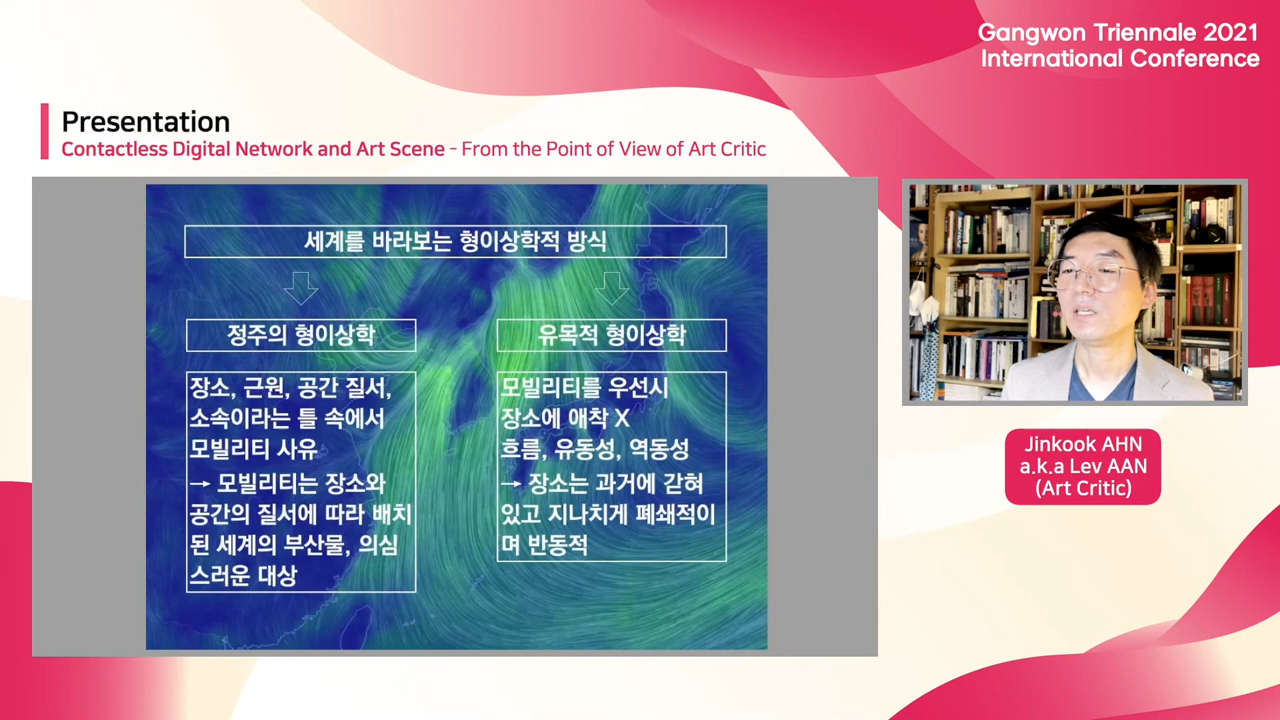 Gangwon Triennale 2021
International Conference
Presentation
Contactless Digital Network and Art Scene - From the Point of View of Art Critic
세계를 바라보는 형이상학적 방식
정주의 형이상학
장소, 근원, 공간 질서,
소속이라는 틀 속에서
모빌리티 사유
→ 모빌리티는 장소와
공간의 질서에 따라 배치
된 세계의 부산물, 의심
스러운 대상
유목적 형이상학
모빌리티를 우선시
장소에 애착 X
흐름, 유동성, 역동성
→ 장소는 과거에 갇혀
있고 지나치게 폐쇄적이
며 반동적
Jinkook AHN
a.k.a Lev AAN
(Art Critic)